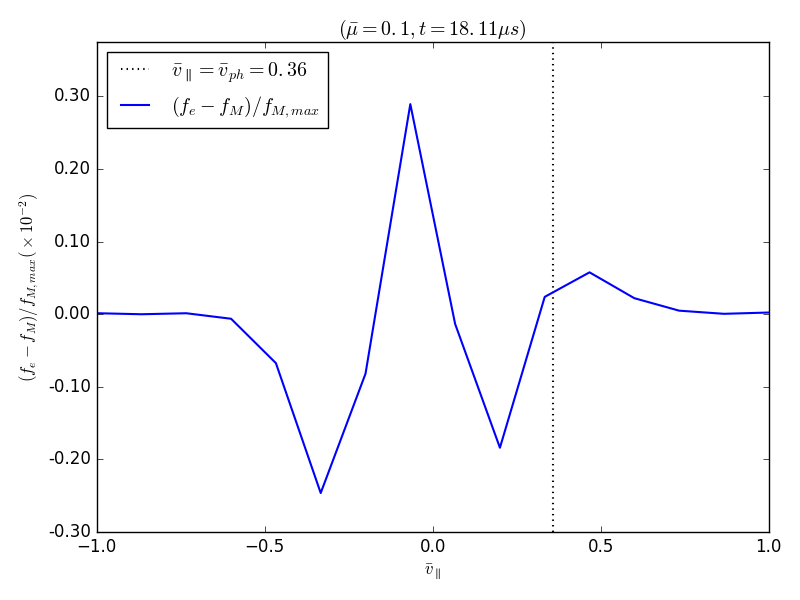 (μ̄ = 0.1, t = 18.11μs)
v̄∥ = v̄ph = 0.36
(fe − fM)/fM,max
0.30
0.20
0.10
0.00
-0.10
-0.20
-0.30
(fe − fM)/fM,max(×10⁻²)
−1.0 −0.5 0.0 0.5 1.0
v̄∥